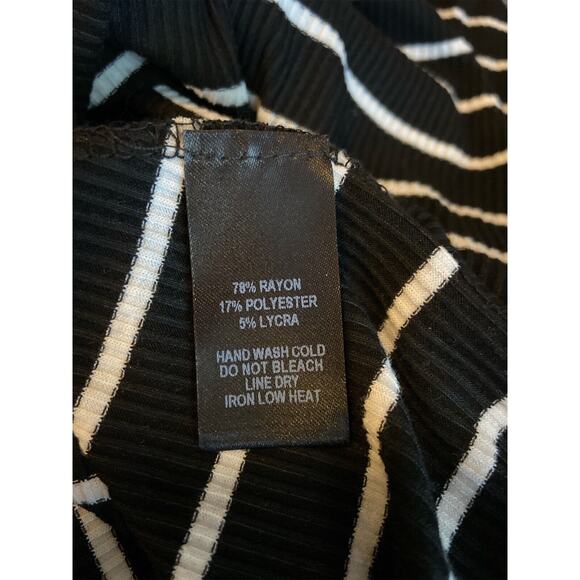 78% RAYON
17% POLYESTER
5% LYCRA
HAND WASH COLD
DO NOT BLEACH
LINE DRY
IRON LOW HEAT